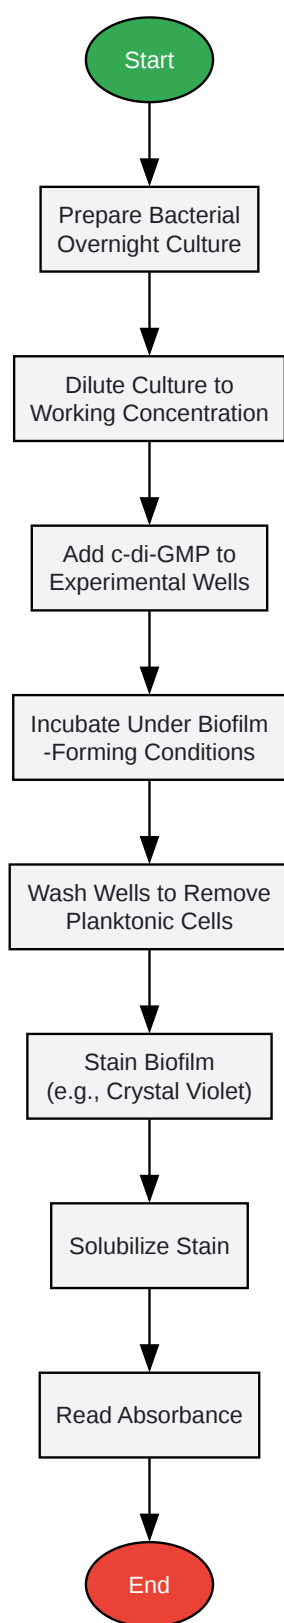 Start
Prepare Bacterial
Overnight Culture
Dilute Culture to
Working Concentration
Add c-di-GMP to
Experimental Wells
Incubate Under Biofilm
-Forming Conditions
Wash Wells to Remove
Planktonic Cells
Stain Biofilm
(e.g., Crystal Violet)
Solubilize Stain
Read Absorbance
End